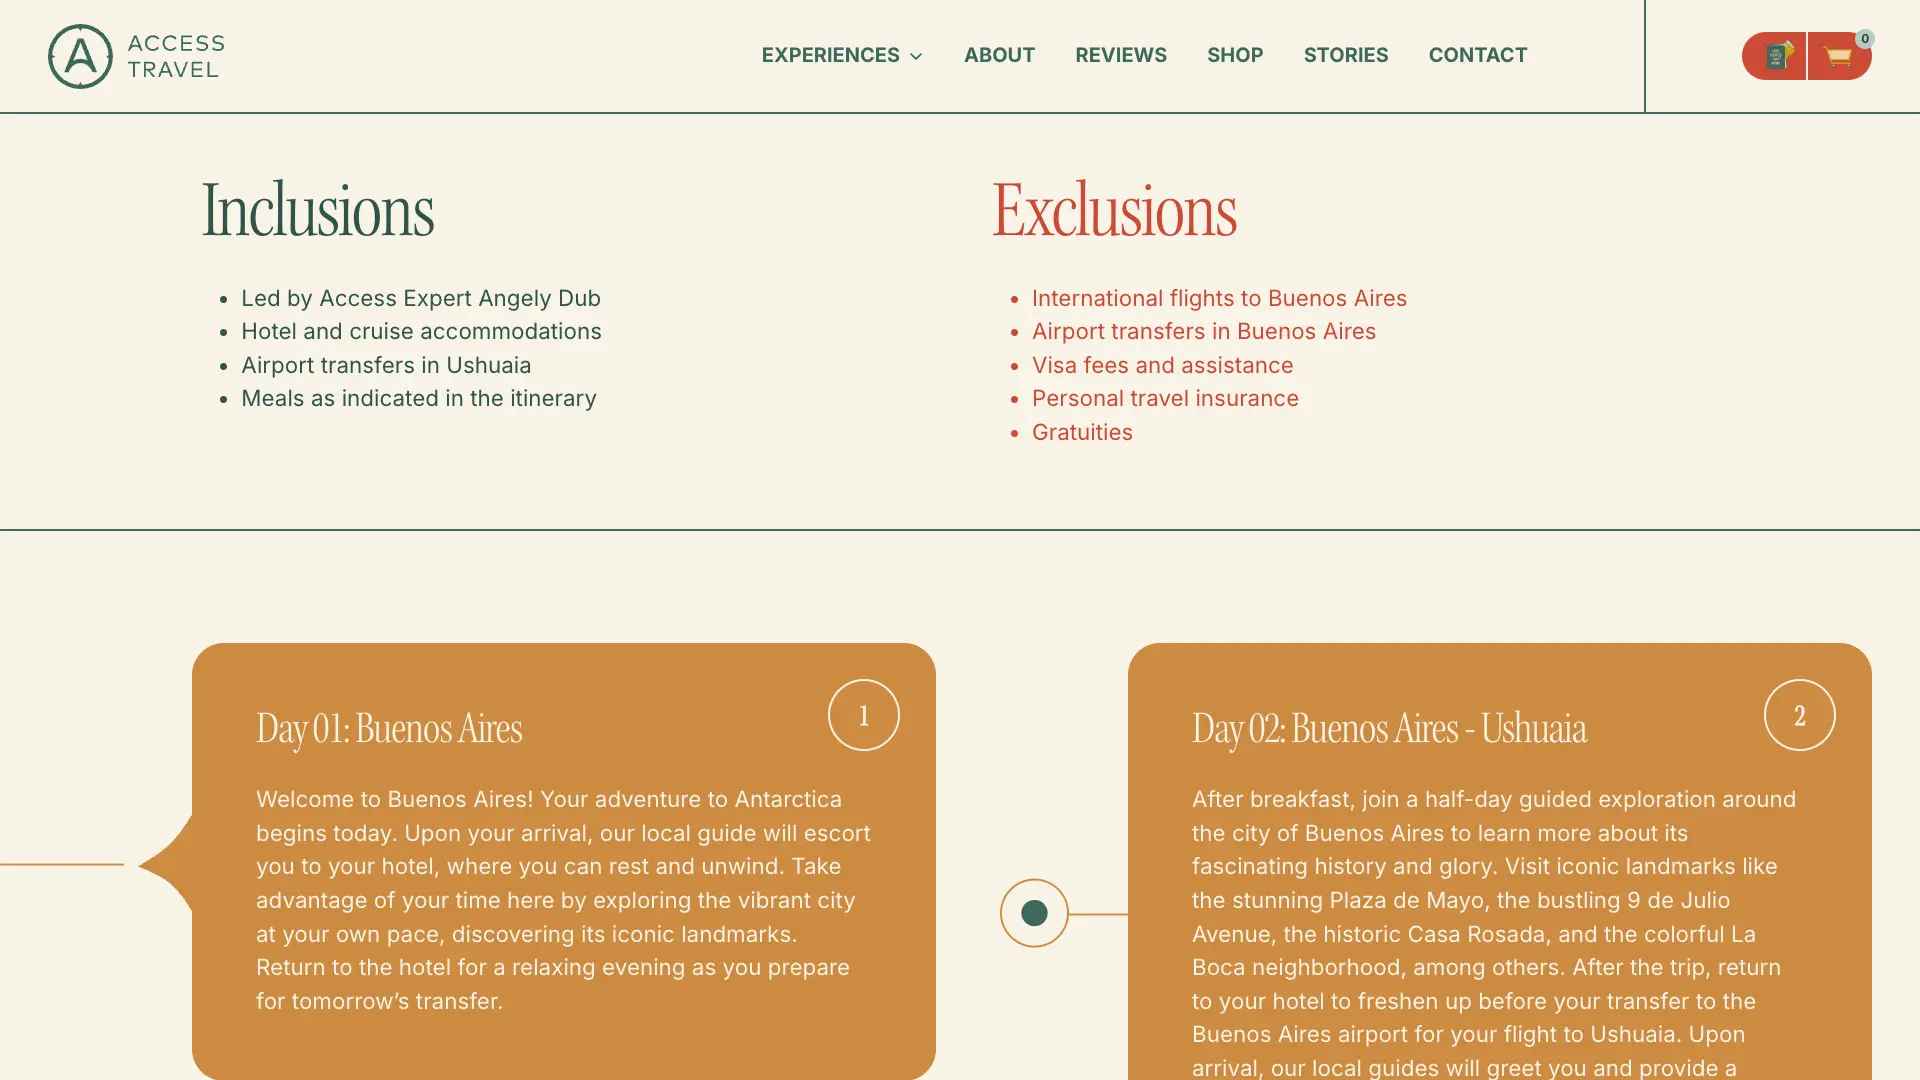 ACCESS
TRAVEL
EXPERIENCES
ABOUT
REVIEWS
SHOP
STORIES
CONTACT
0
Inclusions
Led by Access Expert Angely Dub
Hotel and cruise accommodations
Airport transfers in Ushuaia
Meals as indicated in the itinerary
Exclusions
International flights to Buenos Aires
Airport transfers in Buenos Aires
Visa fees and assistance
Personal travel insurance
Gratuities
Day 01: Buenos Aires
1
Welcome to Buenos Aires! Your adventure to Antarctica
begins today. Upon your arrival, our local guide will escort
you to your hotel, where you can rest and unwind. Take
advantage of your time here by exploring the vibrant city
at your own pace, discovering its iconic landmarks.
Return to the hotel for a relaxing evening as you prepare
for tomorrow’s transfer.
Day 02: Buenos Aires - Ushuaia
2
After breakfast, join a half-day guided exploration around
the city of Buenos Aires to learn more about its
fascinating history and glory. Visit iconic landmarks like
the stunning Plaza de Mayo, the bustling 9 de Julio
Avenue, the historic Casa Rosada, and the colorful La
Boca neighborhood, among others. After the trip, return
to your hotel to freshen up before your transfer to the
Buenos Aires airport for your flight to Ushuaia. Upon
arrival, our local guides will greet you and provide a